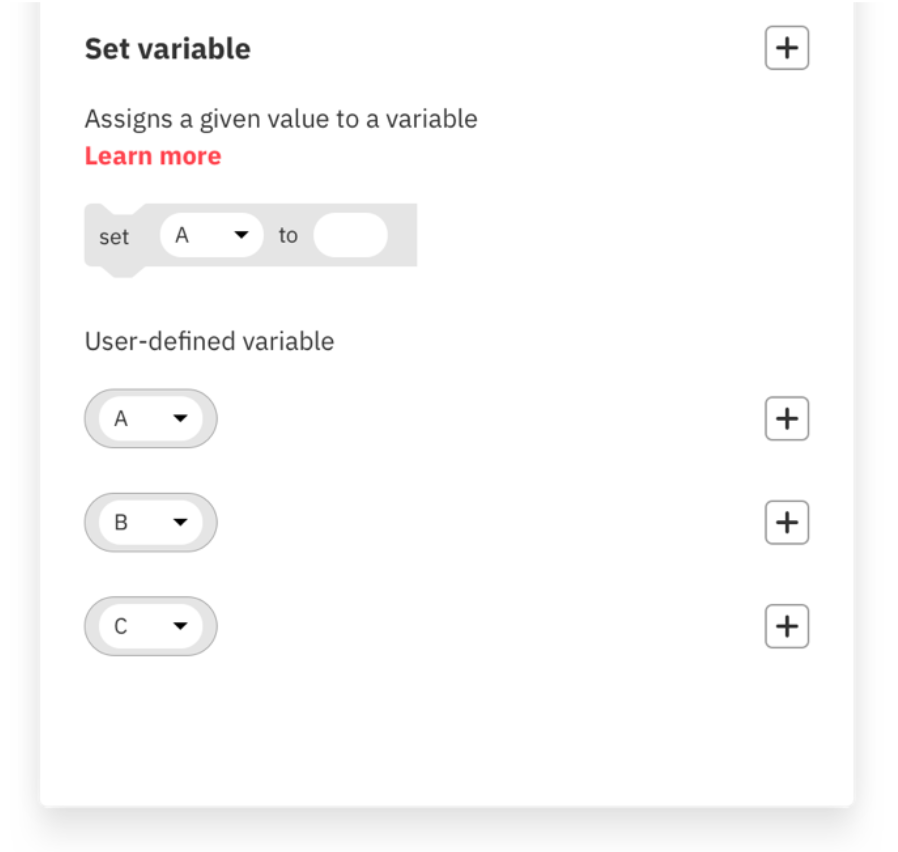 Set variable
Assigns a given value to a variable
Learn more
set A to
User-defined variable
A
B
C